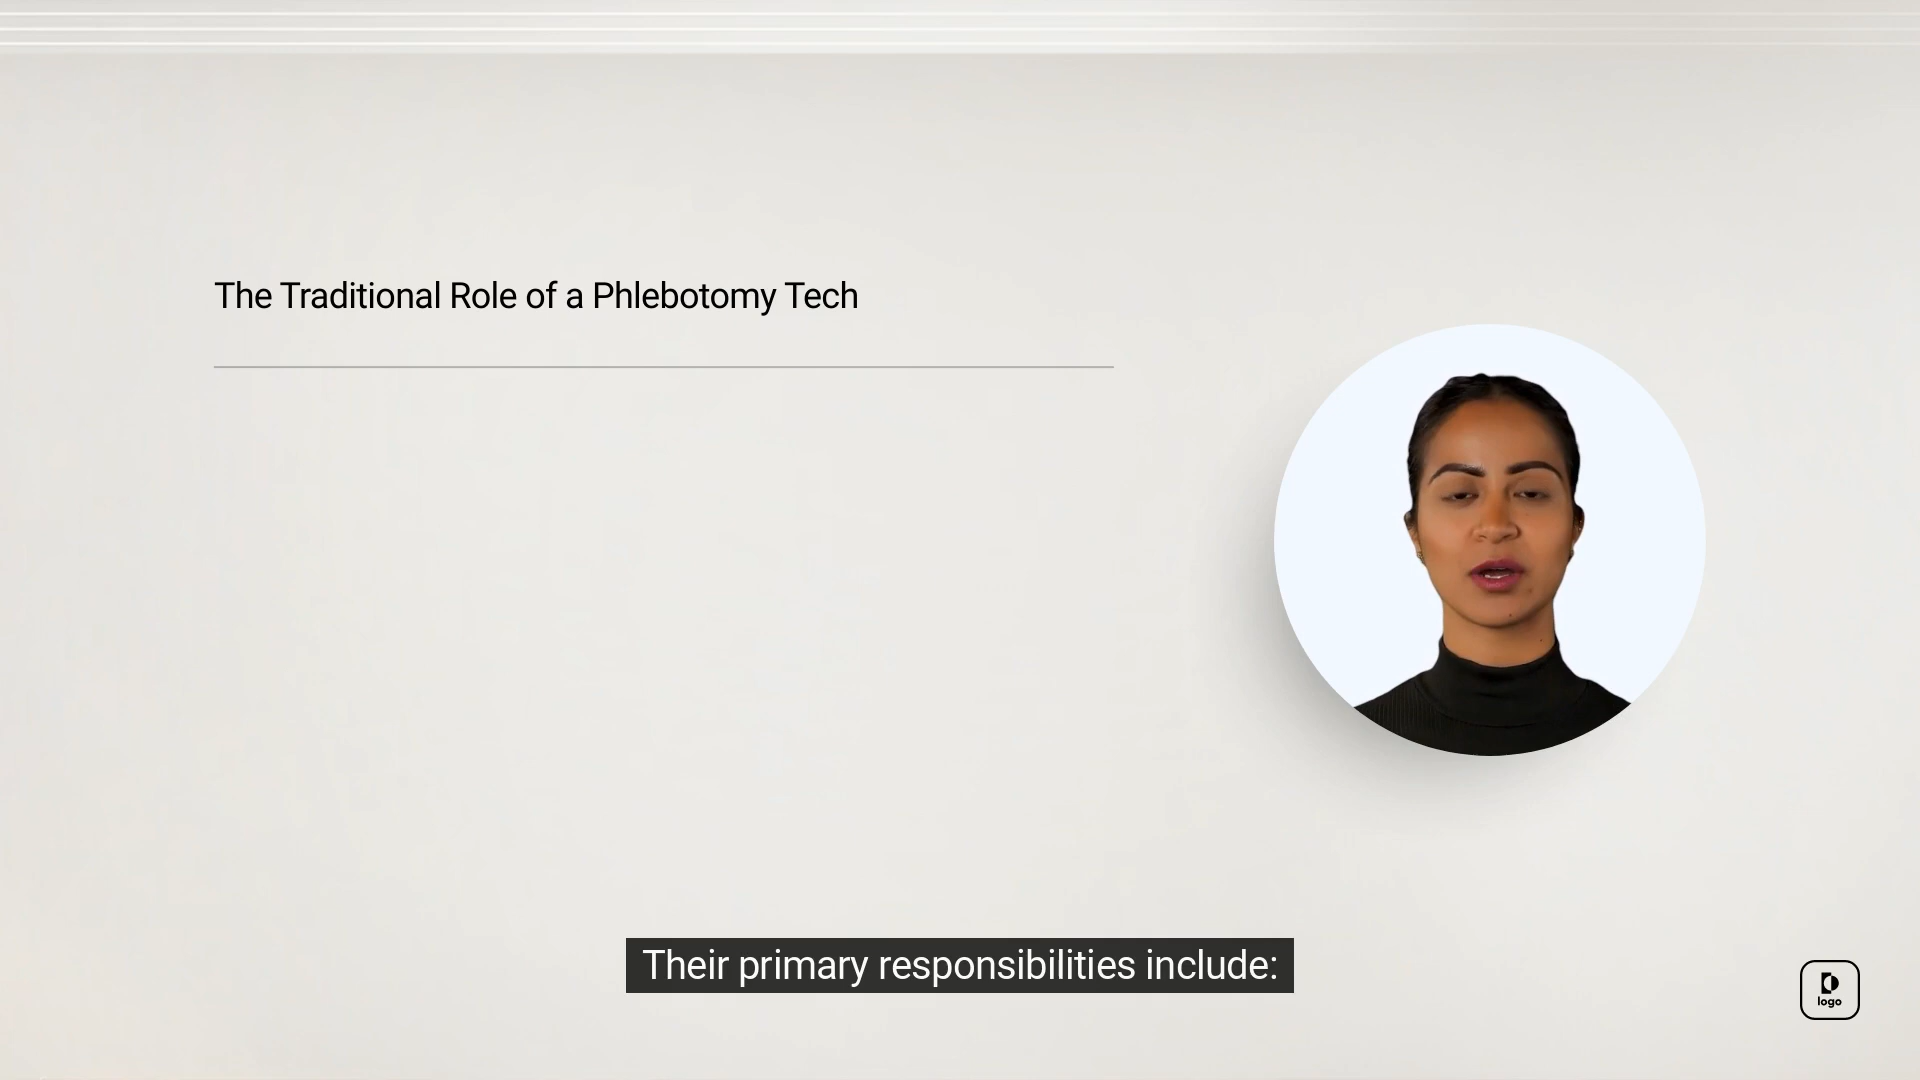 The Traditional Role of a Phlebotomy Tech
Their primary responsibilities include:
logo